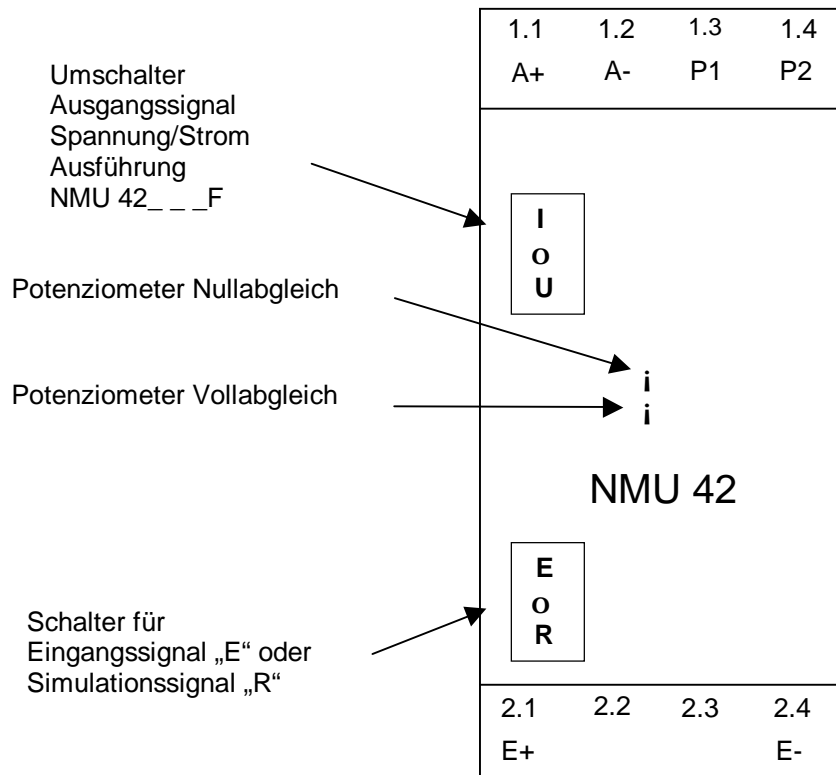 1.1 1.2 1.3 1.4
A+ A- P1 P2
Umschalter
Ausgangssignal
Spannung/Strom
Ausführung
NMU 42_ _ _F
I
O
U
Potenziometer Nullabgleich
¡
Potenziometer Vollabgleich
¡
NMU 42
E
O
R
Schalter für
Eingangssignal „E“ oder
Simulationssignal „R“
2.1 2.2 2.3 2.4
E+ E-